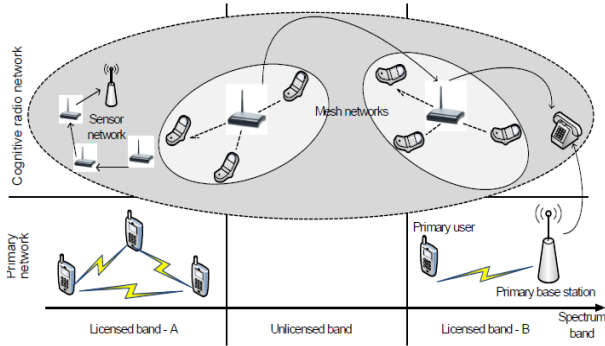 Cognitive radio network
Sensor
network
Mesh networks
Primary
network
Primary user
Primary base station
Licensed band - A
Unlicensed band
Licensed band - B
Spectrum
band